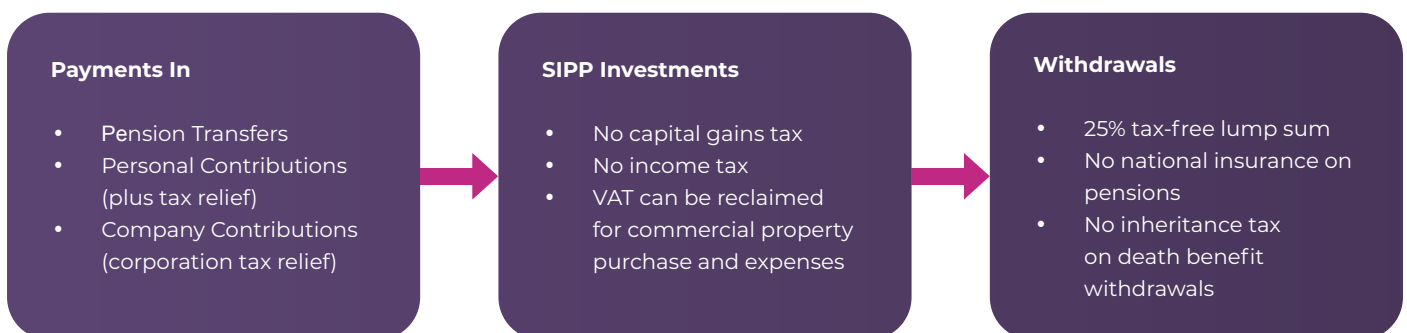 Payments In
• Pension Transfers
• Personal Contributions
(plus tax relief)
• Company Contributions
(corporation tax relief)
SIPP Investments
• No capital gains tax
• No income tax
• VAT can be reclaimed
for commercial property
purchase and expenses
Withdrawals
• 25% tax-free lump sum
• No national insurance on
pensions
• No inheritance tax
on death benefit
withdrawals